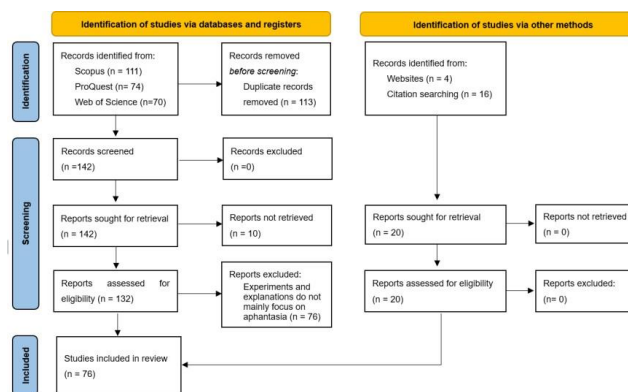 Identification of studies via databases and registers
Identification of studies via other methods
Identification
Records identified from:
Scopus (n = 111)
ProQuest (n = 74)
Web of Science (n=70)
Records removed
before screening:
Duplicate records
removed (n = 113)
Records identified from:
Websites (n = 4)
Citation searching (n = 16)
Screening
Records screened
(n =142)
Records excluded
(n =0)
Reports sought for retrieval
(n = 142)
Reports not retrieved
(n = 10)
Reports sought for retrieval
(n = 20)
Reports not retrieved
(n = 0)
Reports assessed for
eligibility (n = 132)
Reports excluded:
Experiments and
explanations do not
mainly focus on
aphantasia (n = 76)
Reports assessed for eligibility
(n = 20)
Reports excluded:
(n= 0)
Included
Studies included in review
(n = 76)